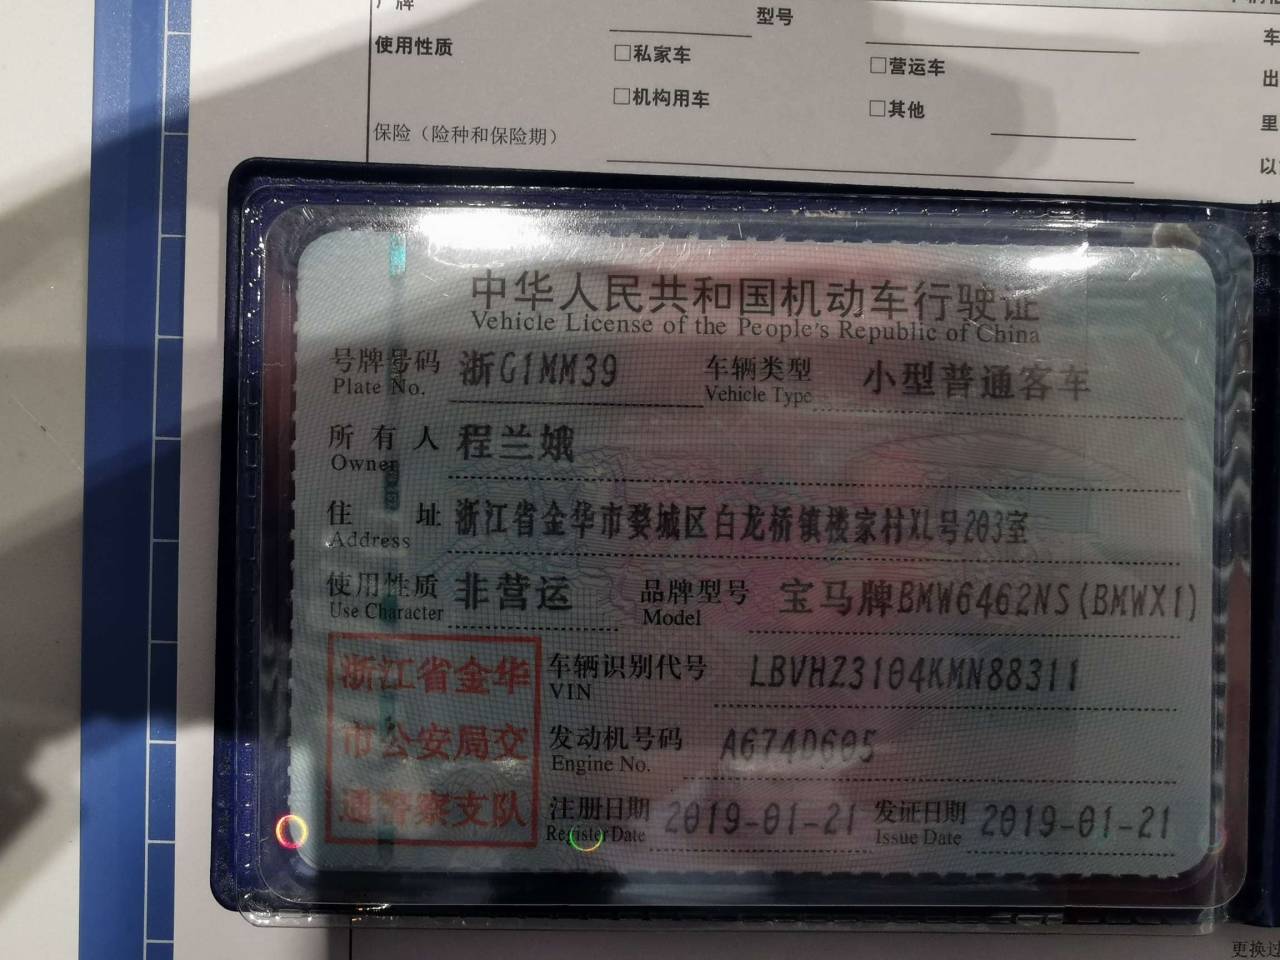 厂牌
型号
使用性质
□私家车
□营运车
□机构用车
□其他
保险（险种和保险期）
车
出
里
以
中华人民共和国机动车行驶证
Vehicle License of the People's Republic of China
号牌号码 浙G1MM39 车辆类型 小型普通客车
Plate No. Vehicle Type
所有人 程兰娥
Owner
住址 浙江省金华市婺城区白龙桥镇楼家村XL号203室
Address
使用性质 非营运 品牌型号 宝马牌BMW6462NS(BMWX1)
Use Character Model
浙江省金华
市公安局交
通警察支队
车辆识别代号 LBVHZ3104KMN88311
VIN
发动机号码 A674D605
Engine No.
注册日期 2019-01-21 发证日期 2019-01-21
Register Date Issue Date
更换过